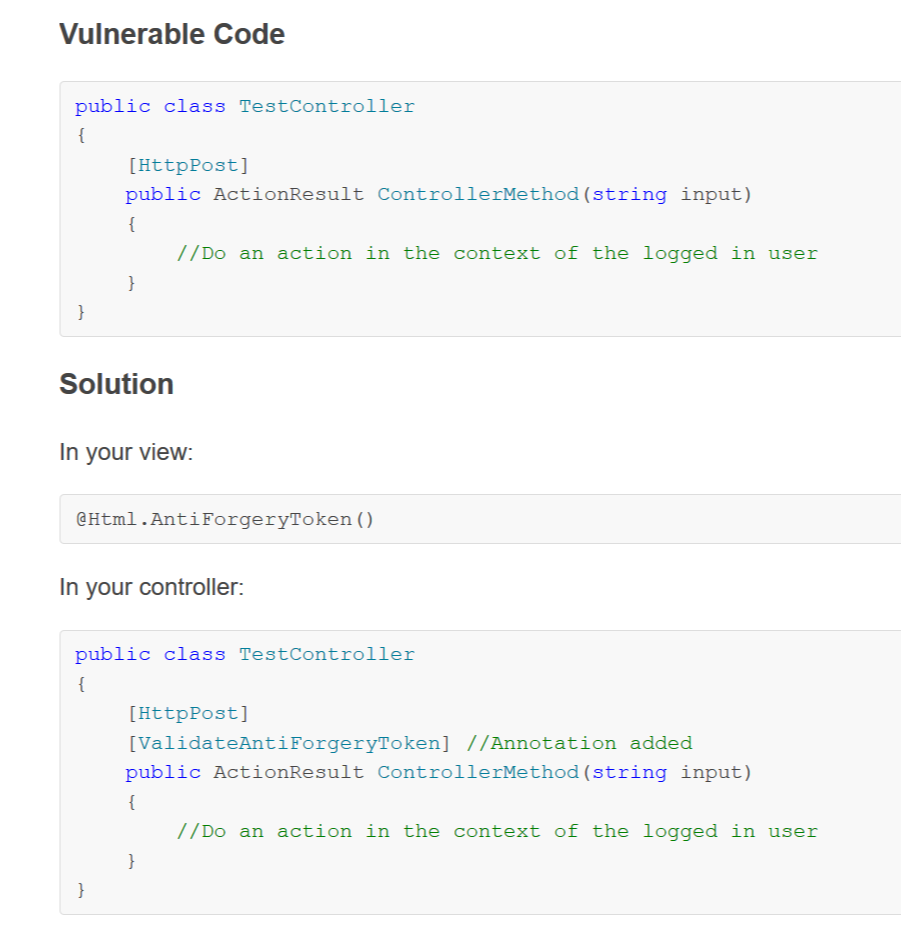 Vulnerable Code
public class TestController
{
    [HttpPost]
    public ActionResult ControllerMethod(string input)
    {
        //Do an action in the context of the logged in user
    }
}
Solution
In your view:
@Html.AntiForgeryToken()
In your controller:
public class TestController
{
    [HttpPost]
    [ValidateAntiForgeryToken] //Annotation added
    public ActionResult ControllerMethod(string input)
    {
        //Do an action in the context of the logged in user
    }
}